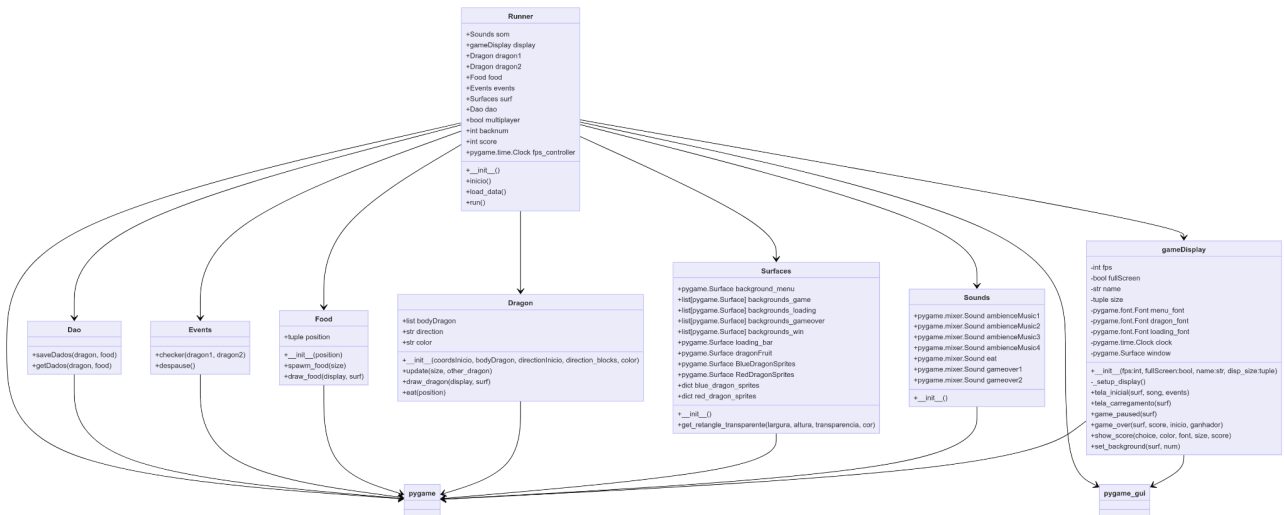 Runner
+Sounds som
+gameDisplay display
+Dragon dragon1
+Dragon dragon2
+Food food
+Events events
+Surfaces surf
+Dao dao
+bool multiplayer
+int backnum
+int score
+pygame.time.Clock fps_controller
+__init__()
+inicio()
+load_data()
+run()
Dao
+saveDados(dragon, food)
+getDados(dragon, food)
Events
+checker(dragon1, dragon2)
+despause()
Food
+tuple position
+__init__(position)
+spawn_food(size)
+draw_food(display, surf)
Dragon
+list bodyDragon
+str direction
+str color
+__init__(coordsInicio, bodyDragon, directionInicio, direction_blocks, color)
+update(size, other_dragon)
+draw_dragon(display, surf)
+eat(position)
Surfaces
+pygame.Surface background_menu
+list[pygame.Surface] backgrounds_game
+list[pygame.Surface] backgrounds_loading
+list[pygame.Surface] backgrounds_gameover
+list[pygame.Surface] backgrounds_win
+pygame.Surface loading_bar
+pygame.Surface dragonFruit
+pygame.Surface BlueDragonSprites
+pygame.Surface RedDragonSprites
+dict blue_dragon_sprites
+dict red_dragon_sprites
+__init__()
+get_retangle_transparente(largura, altura, transparencia, cor)
Sounds
+pygame.mixer.Sound ambienceMusic1
+pygame.mixer.Sound ambienceMusic2
+pygame.mixer.Sound ambienceMusic3
+pygame.mixer.Sound ambienceMusic4
+pygame.mixer.Sound eat
+pygame.mixer.Sound gameover1
+pygame.mixer.Sound gameover2
+__init__()
gameDisplay
-int fps
-bool fullScreen
-str name
-tuple size
-pygame.font.Font menu_font
-pygame.font.Font dragon_font
-pygame.font.Font loading_font
-pygame.time.Clock clock
-pygame.Surface window
+__init__(fps:int, fullScreen:bool, name:str, disp_size:tuple)
-_setup_display()
+tela_inicial(surf, song, events)
+tela_carregamento(surf)
+game_paused(surf)
+game_over(surf, score, inicio, ganhador)
+show_score(choice, color, font, size, score)
+set_background(surf, num)
pygame
pygame_gui